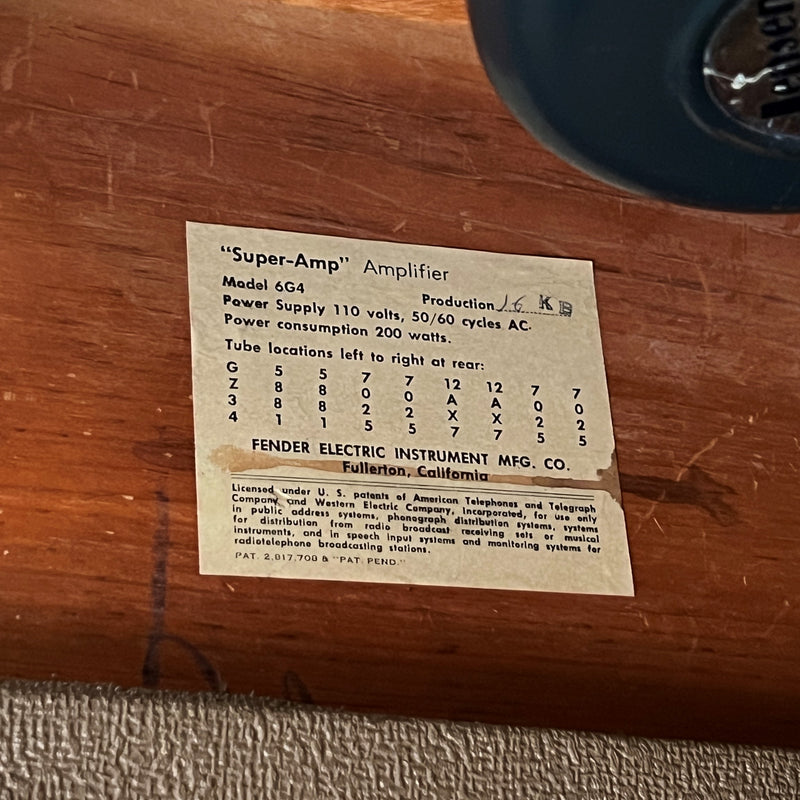 Jensen
"Super-Amp" Amplifier
Model 6G4
Production 16 KB
Power Supply 110 volts, 50/60 cycles AC.
Power consumption 200 watts.
Tube locations left to right at rear:
G 5 5 7 7 12 12 7 7
Z 8 8 0 0 A A 0 0
3 8 8 2 2 X X 2 2
4 1 1 5 5 7 7 5 5
FENDER ELECTRIC INSTRUMENT MFG. CO.
Fullerton, California
Licensed under U. S. patents of American Telephones and Telegraph
Company and Western Electric Company, Incorporated, for use only
in public address systems, phonograph distribution systems, systems
for distribution from radio broadcast receiving sets or musical
instruments, and in speech input systems and monitoring systems for
radiotelephone broadcasting stations.
PAT. 2,817,708 & "PAT. PEND."